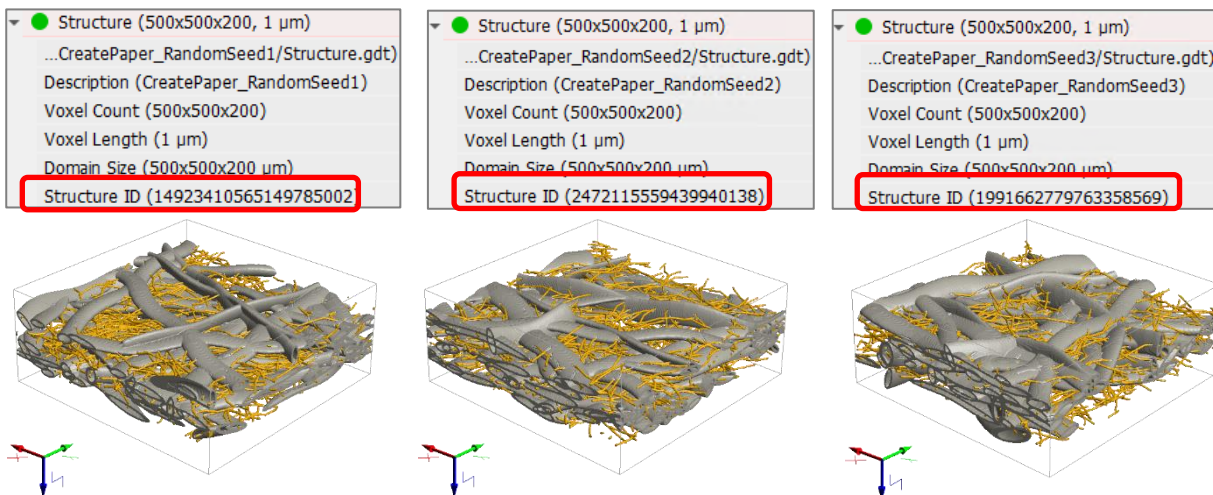 Structure (500x500x200, 1 µm)
...CreatePaper_RandomSeed1/Structure.gdt)
Description (CreatePaper_RandomSeed1)
Voxel Count (500x500x200)
Voxel Length (1 µm)
Domain Size (500x500x200 µm)
Structure ID (14923410565149785002)
Structure (500x500x200, 1 µm)
...CreatePaper_RandomSeed2/Structure.gdt)
Description (CreatePaper_RandomSeed2)
Voxel Count (500x500x200)
Voxel Length (1 µm)
Domain Size (500x500x200 µm)
Structure ID (2472115559439940138)
Structure (500x500x200, 1 µm)
...CreatePaper_RandomSeed3/Structure.gdt)
Description (CreatePaper_RandomSeed3)
Voxel Count (500x500x200)
Voxel Length (1 µm)
Domain Size (500x500x200 µm)
Structure ID (1991662779763358569)
X
Y
Z
X
Y
Z
X
Y
Z